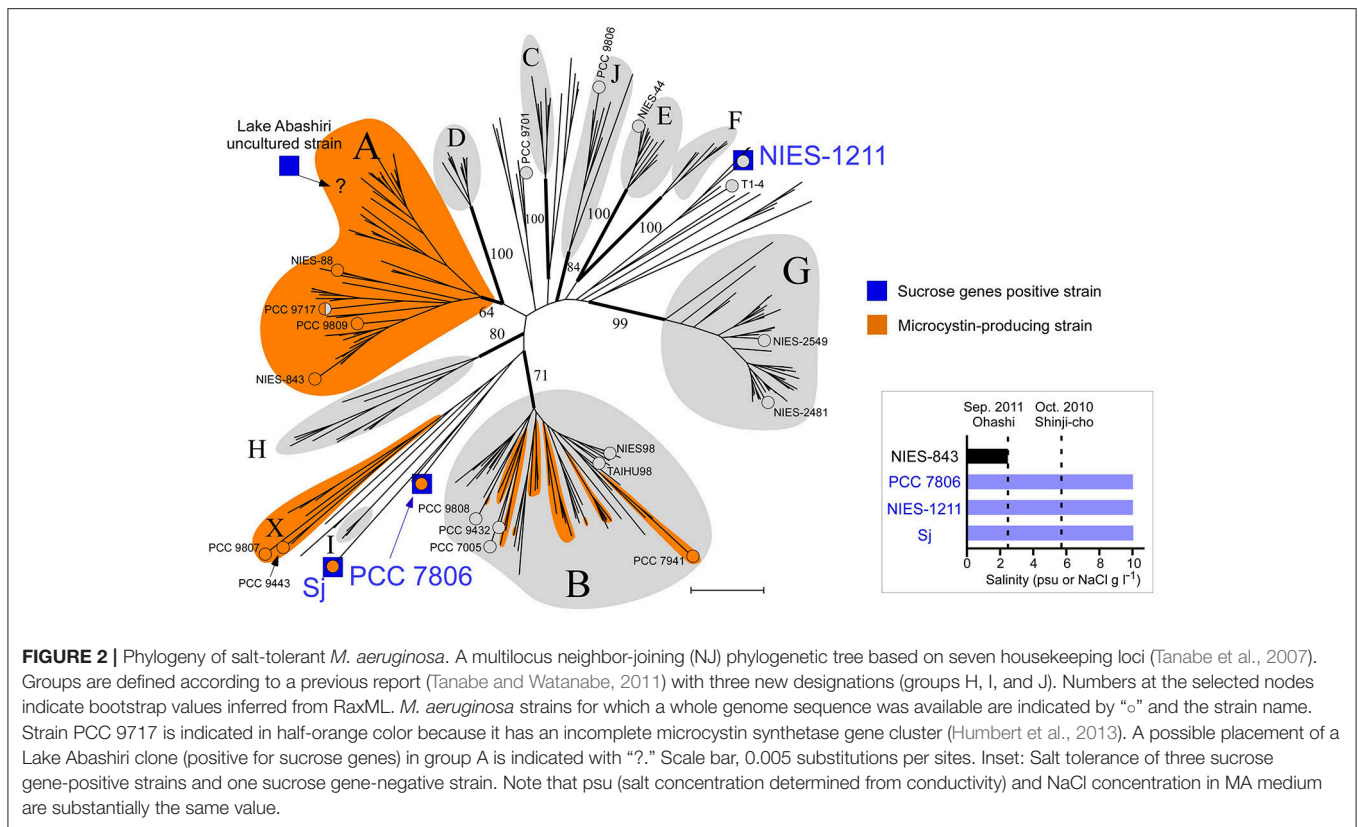 C
J
PCC 9806
NIES-44
E
F
Lake Abashiri
uncultured strain
A
D
PCC 9701
NIES-1211
T1-4
?
100
100
100
100
84
G
NIES-88
PCC 9717
PCC 9809
64
80
99
NIES-843
71
NIES-2549
NIES-2481
Sucrose genes positive strain
Microcystin-producing strain
H
NIES98
TAIHU98
PCC 9808
PCC 9432
PCC 7005
PCC 7941
X
PCC 9807
PCC 9443
I
Sj
PCC 7806
B
Sep. 2011
Ohashi
Oct. 2010
Shinji-cho
NIES-843
PCC 7806
NIES-1211
Sj
0 2 4 6 8 10
Salinity (psu or NaCl g l⁻¹)
FIGURE 2 | Phylogeny of salt-tolerant M. aeruginosa. A multilocus neighbor-joining (NJ) phylogenetic tree based on seven housekeeping loci (Tanabe et al., 2007).
Groups are defined according to a previous report (Tanabe and Watanabe, 2011) with three new designations (groups H, I, and J). Numbers at the selected nodes
indicate bootstrap values inferred from RaxML. M. aeruginosa strains for which a whole genome sequence was available are indicated by “○” and the strain name.
Strain PCC 9717 is indicated in half-orange color because it has an incomplete microcystin synthetase gene cluster (Humbert et al., 2013). A possible placement of a
Lake Abashiri clone (positive for sucrose genes) in group A is indicated with “?.” Scale bar, 0.005 substitutions per sites. Inset: Salt tolerance of three sucrose
gene-positive strains and one sucrose gene-negative strain. Note that psu (salt concentration determined from conductivity) and NaCl concentration in MA medium
are substantially the same value.